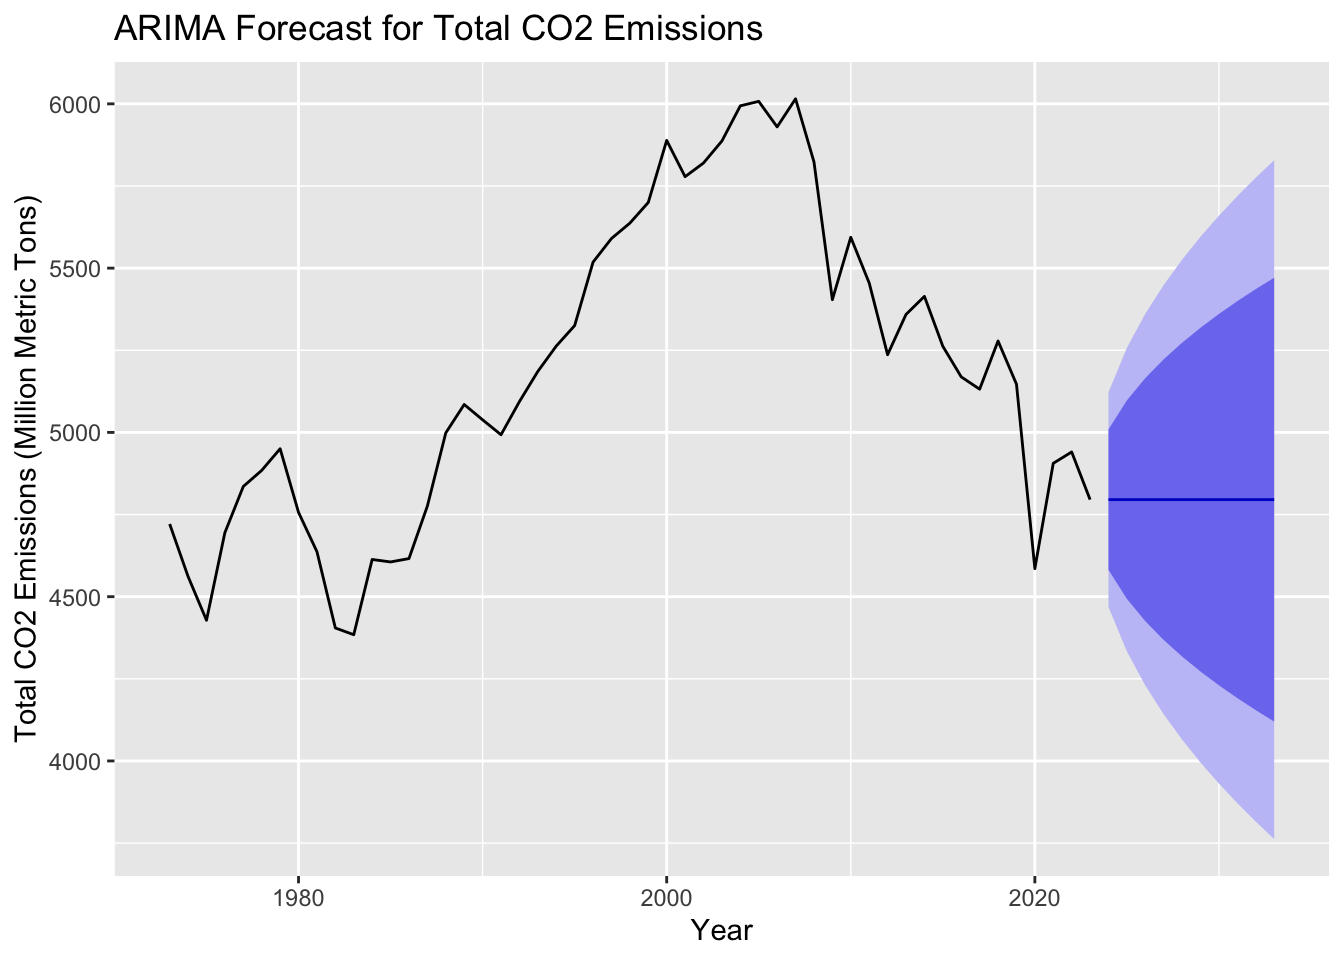 ARIMA Forecast for Total CO2 Emissions
Total CO2 Emissions (Million Metric Tons)
6000
5500
5000
4500
4000
1980
2000
2020
Year